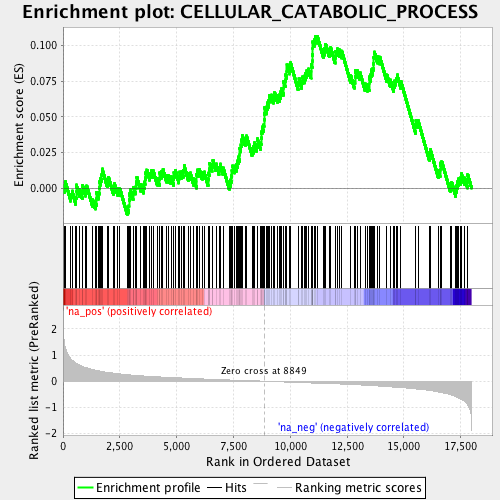 Enrichment plot: CELLULAR_CATABOLIC_PROCESS
Enrichment score (ES)
0.100
0.075
0.050
0.025
0.000
'na_pos' (positively correlated)
Ranked list metric (PreRanked)
2
1
0
-1
-2
Zero cross at 8849
'na_neg' (negatively correlated)
0
2,500
5,000
7,500
10,000
12,500
15,000
17,500
Rank in Ordered Dataset
Enrichment profile
Hits
Ranking metric scores